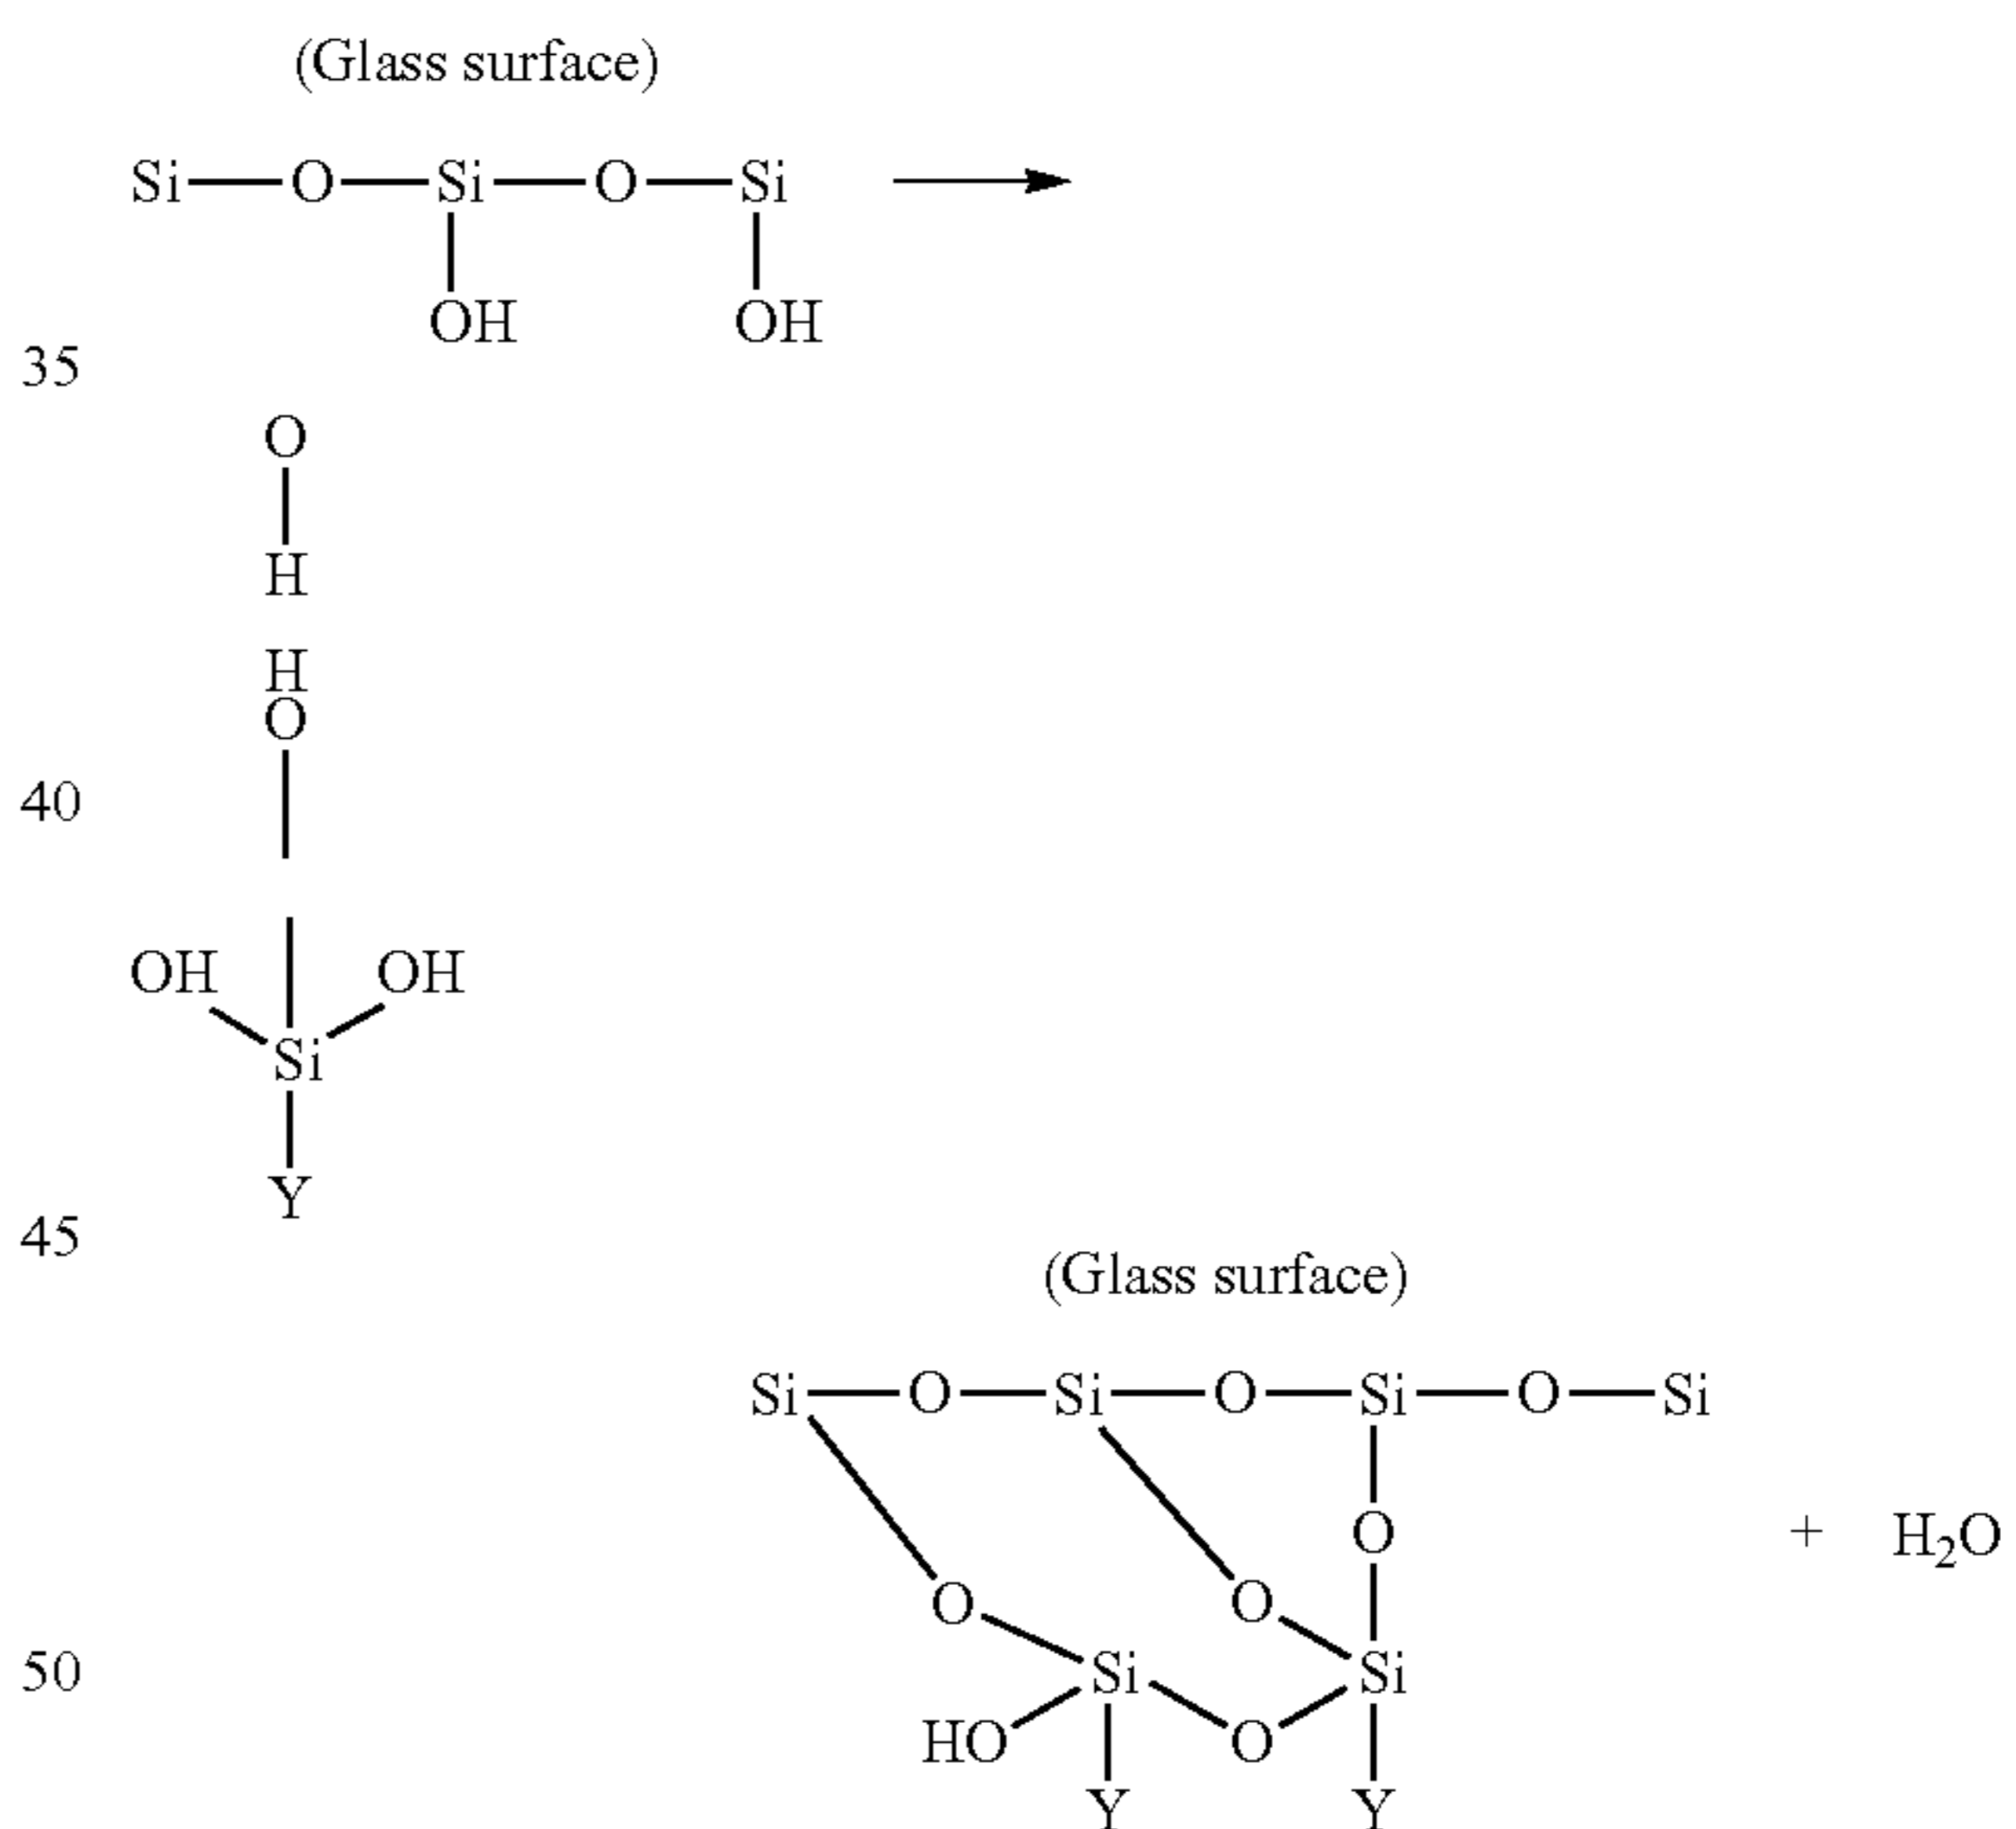 (Glass surface)
Si O Si O Si
OH OH
35
O
H
H
O
40
OH OH
Si
Y
45
(Glass surface)
Si O Si O Si O Si
O
+ H₂O
O O
50 Si Si
HO O
Y Y